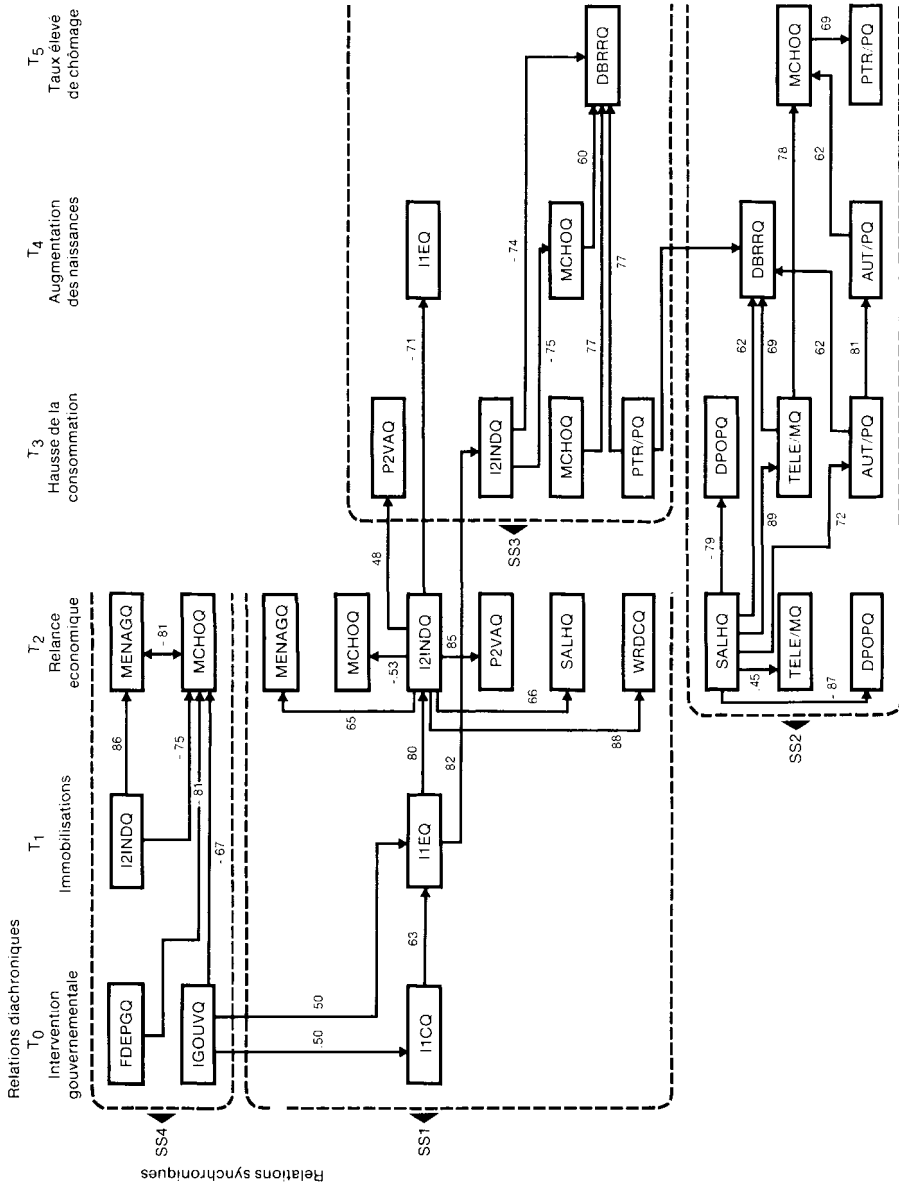 Relations diachroniques
T0
Intervention
gouvernementale
T1
Immobilisations
T2
Relance
economique
T3
Hausse de la
consommation
T4
Augmentation
des naissances
T5
Taux élevé
de chômage
Relations synchroniques
SS4
FDEPGQ
IGOUVQ
I2INDQ
MENAGQ
MCHOQ
86
- 75
- 81
- 67
- 81
SS1
.50
.50
I1CQ
63
I1EQ
80
82
MENAGQ
MCHOQ
I2INDQ
P2VAQ
SALHQ
WRDCQ
65
-.53
85
66
88
48
- 71
SS3
P2VAQ
I1EQ
I2INDQ
MCHOQ
PTR/PQ
MCHOQ
DBRRQ
- 74
- 75
60
77
77
SS2
SALHQ
TELE/MQ
DPOPQ
.45
- 87
- 79
89
72
DPOPQ
TELE/MQ
AUT/PQ
62
69
62
81
DBRRQ
AUT/PQ
78
62
MCHOQ
69
PTR/PQ